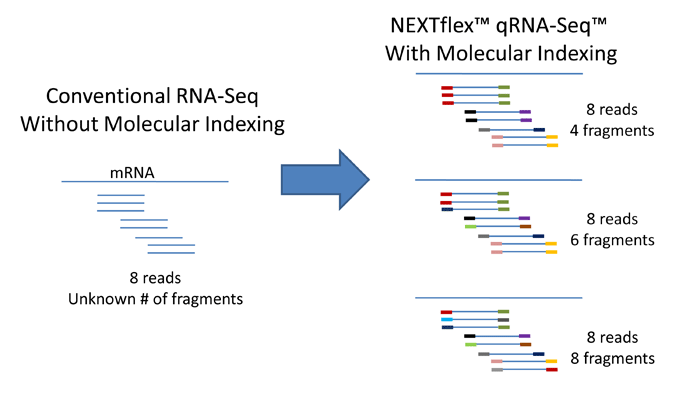 Conventional RNA-Seq
Without Molecular Indexing
mRNA
8 reads
Unknown # of fragments
NEXTflex™ qRNA-Seq™
With Molecular Indexing
8 reads
4 fragments
8 reads
6 fragments
8 reads
8 fragments